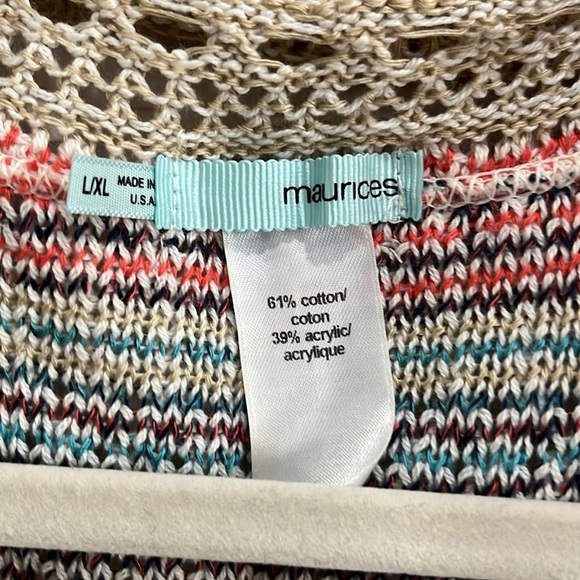 L/XL
MADE IN
U.S.A
maurices
61% cotton/
coton
39% acrylic/
acrylique